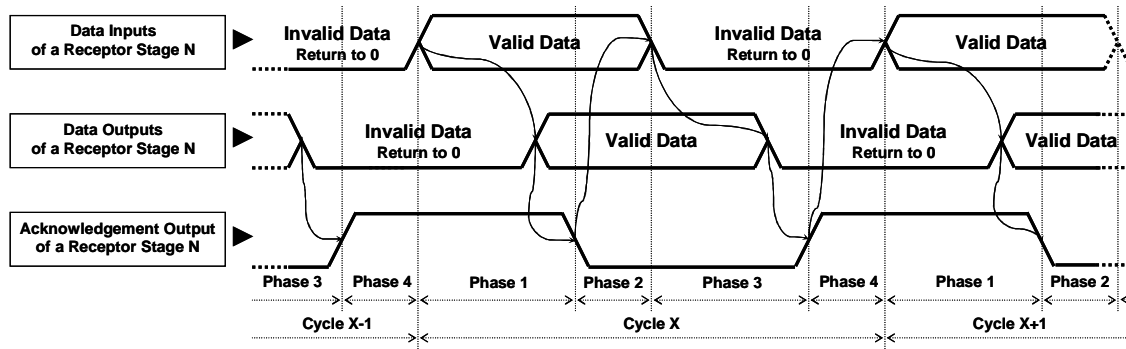 Data Inputs
of a Receptor Stage N
Invalid Data
Return to 0
Valid Data
Invalid Data
Return to 0
Valid Data
Data Outputs
of a Receptor Stage N
Invalid Data
Return to 0
Valid Data
Invalid Data
Return to 0
Valid Data
Acknowledgement Output
of a Receptor Stage N
Phase 3
Phase 4
Phase 1
Phase 2
Phase 3
Phase 4
Phase 1
Phase 2
Cycle X-1
Cycle X
Cycle X+1